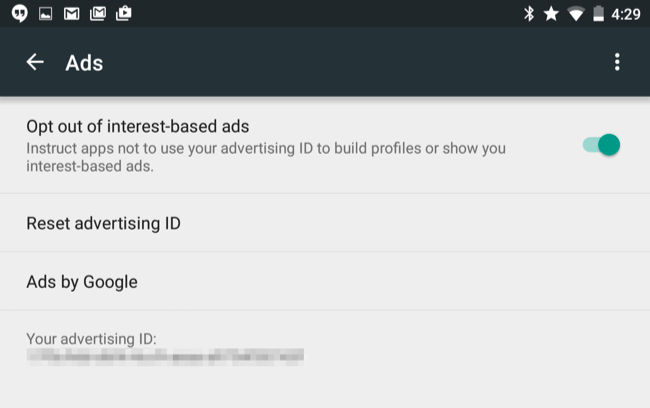 4:29
Ads
Opt out of interest-based ads
Instruct apps not to use your advertising ID to build profiles or show you
interest-based ads.
Reset advertising ID
Ads by Google
Your advertising ID: